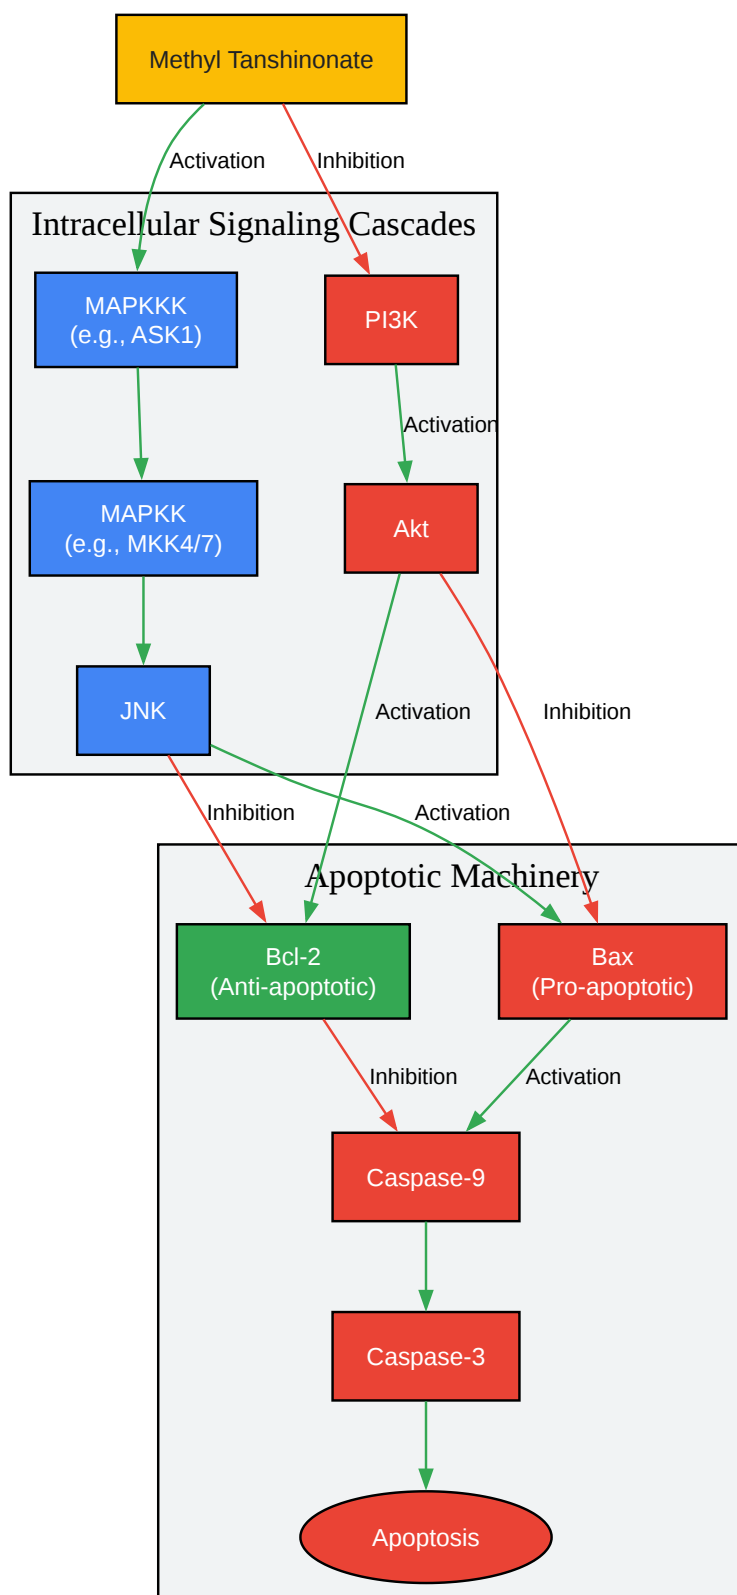 Methyl Tanshinonate
Activation
Inhibition
Intracellular Signaling Cascades
MAPKKK
(e.g., ASK1)
PI3K
Activation
MAPKK
(e.g., MKK4/7)
Akt
JNK
Activation
Inhibition
Inhibition
Activation
Apoptotic Machinery
Bcl-2
(Anti-apoptotic)
Bax
(Pro-apoptotic)
Inhibition
Activation
Caspase-9
Caspase-3
Apoptosis